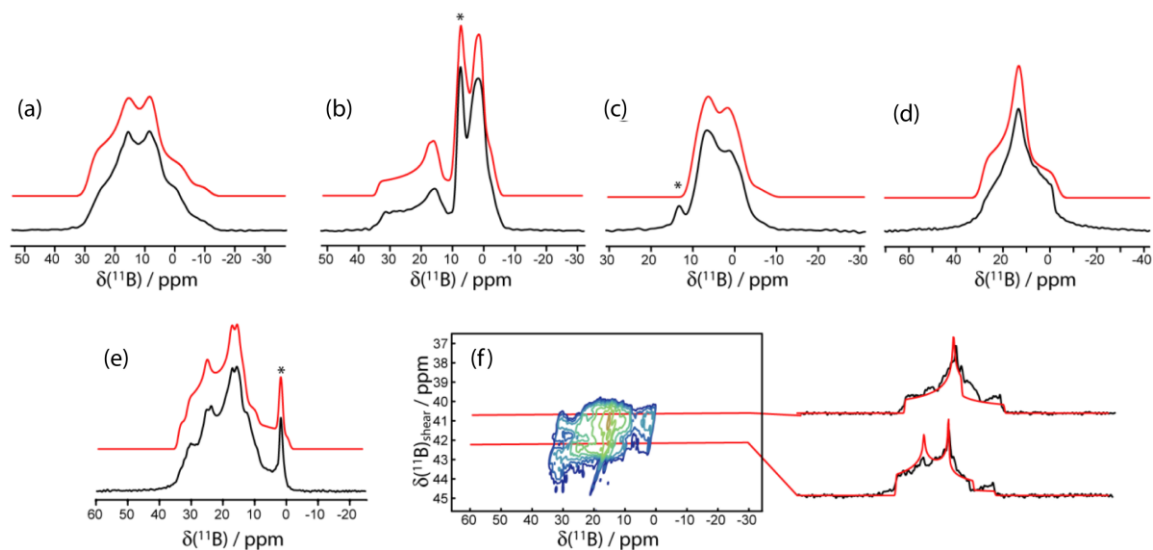 (a)
50 40 30 20 10 0 -10 -20 -30
δ(¹¹B) / ppm
(b)
*
50 40 30 20 10 0 -10 -20 -30
δ(¹¹B) / ppm
(c)
*
30 20 10 0 -10 -20 -30
δ(¹¹B) / ppm
(d)
60 40 20 0 -20 -40
δ(¹¹B) / ppm
(e)
*
60 50 40 30 20 10 0 -10 -20
δ(¹¹B) / ppm
(f)
37
38
39
40
41
42
43
44
45
δ(¹¹B)shear / ppm
60 50 40 30 20 10 0 -10 -20 -30
δ(¹¹B) / ppm